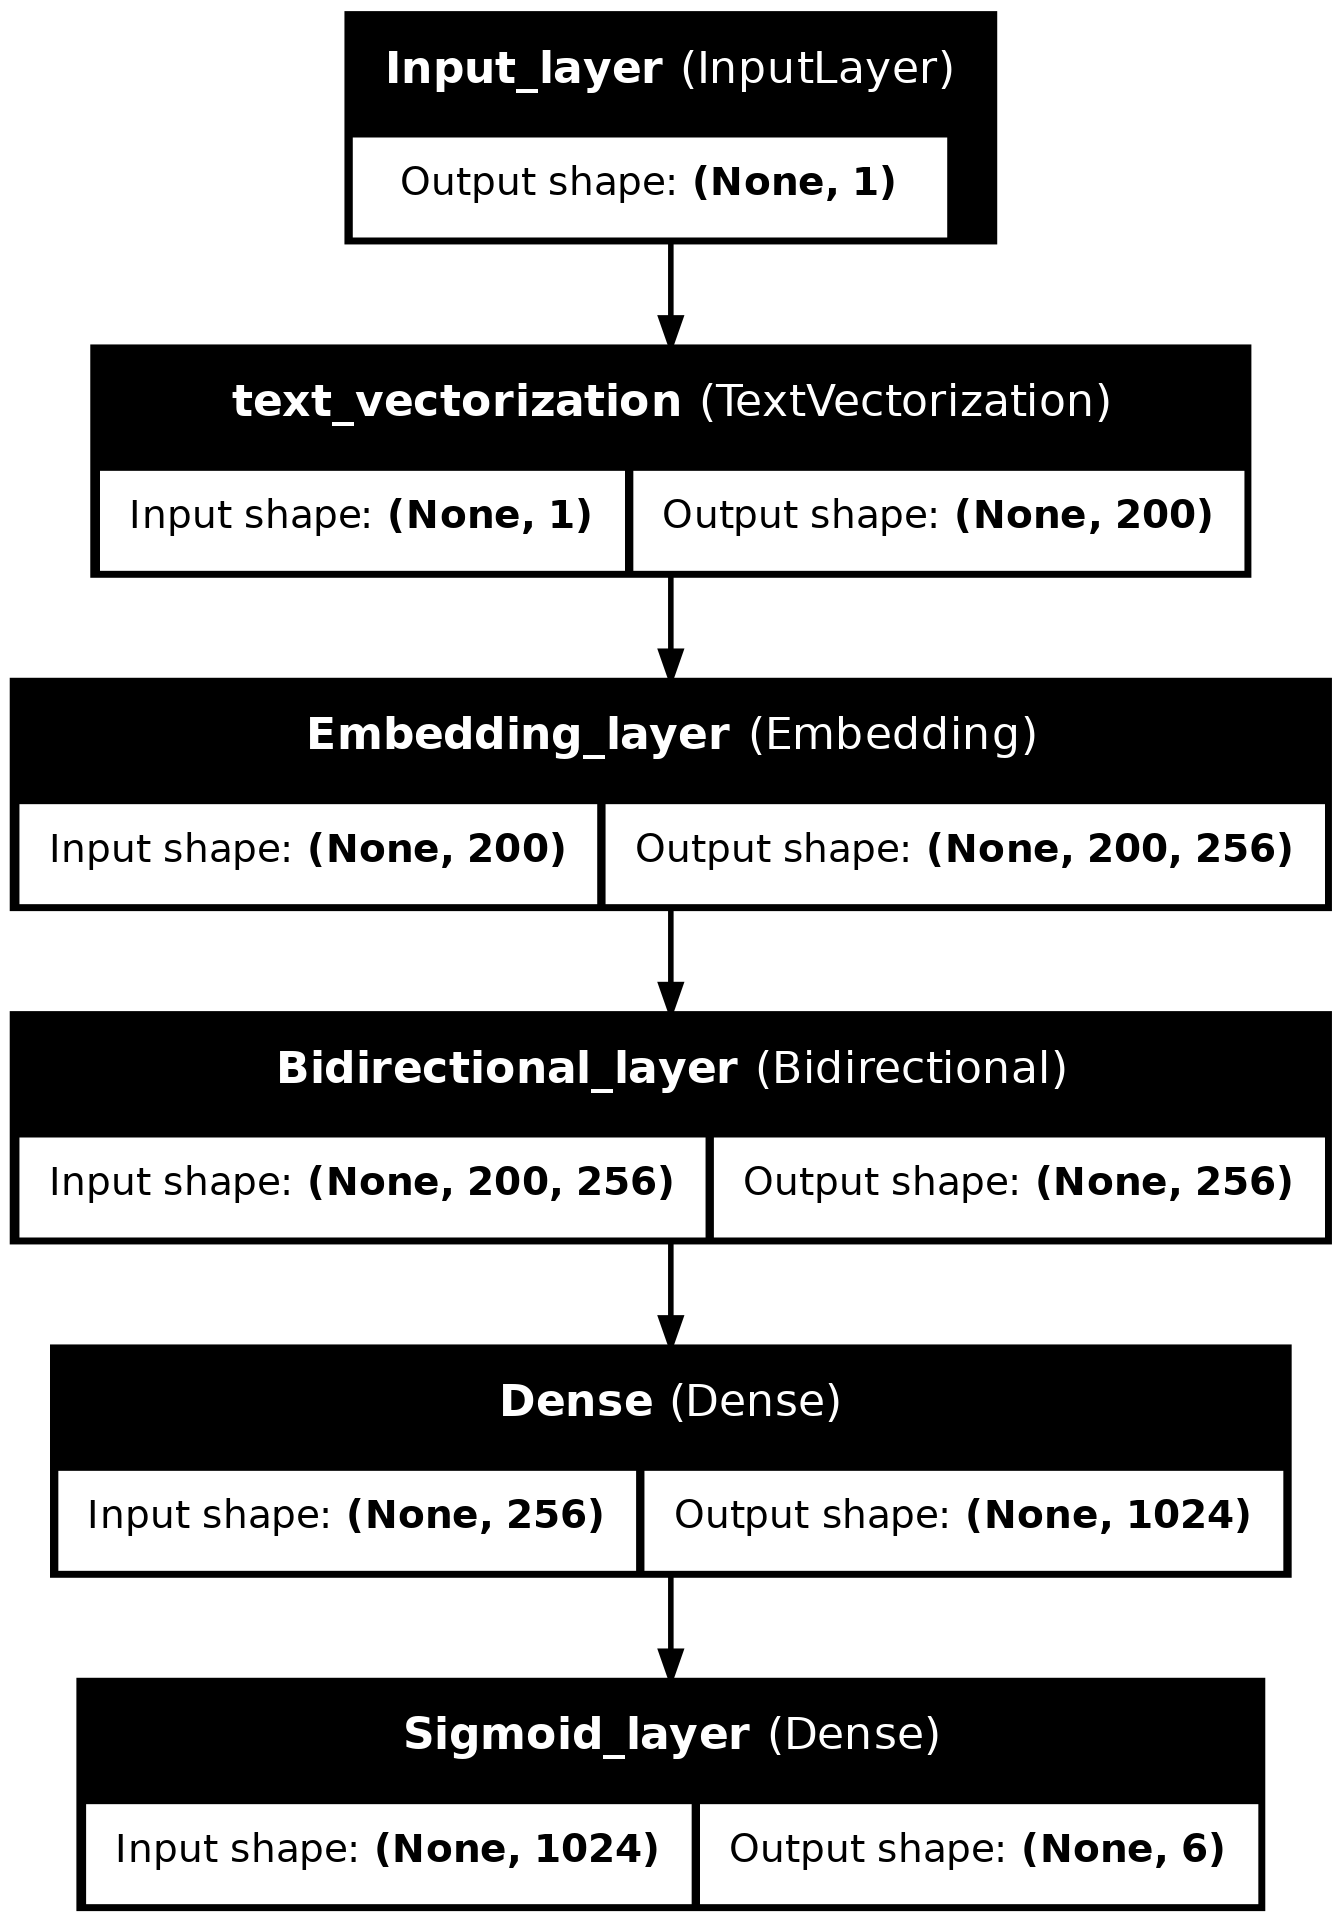 Input_layer (InputLayer)
Output shape: (None, 1)
text_vectorization (TextVectorization)
Input shape: (None, 1) Output shape: (None, 200)
Embedding_layer (Embedding)
Input shape: (None, 200) Output shape: (None, 200, 256)
Bidirectional_layer (Bidirectional)
Input shape: (None, 200, 256) Output shape: (None, 256)
Dense (Dense)
Input shape: (None, 256) Output shape: (None, 1024)
Sigmoid_layer (Dense)
Input shape: (None, 1024) Output shape: (None, 6)